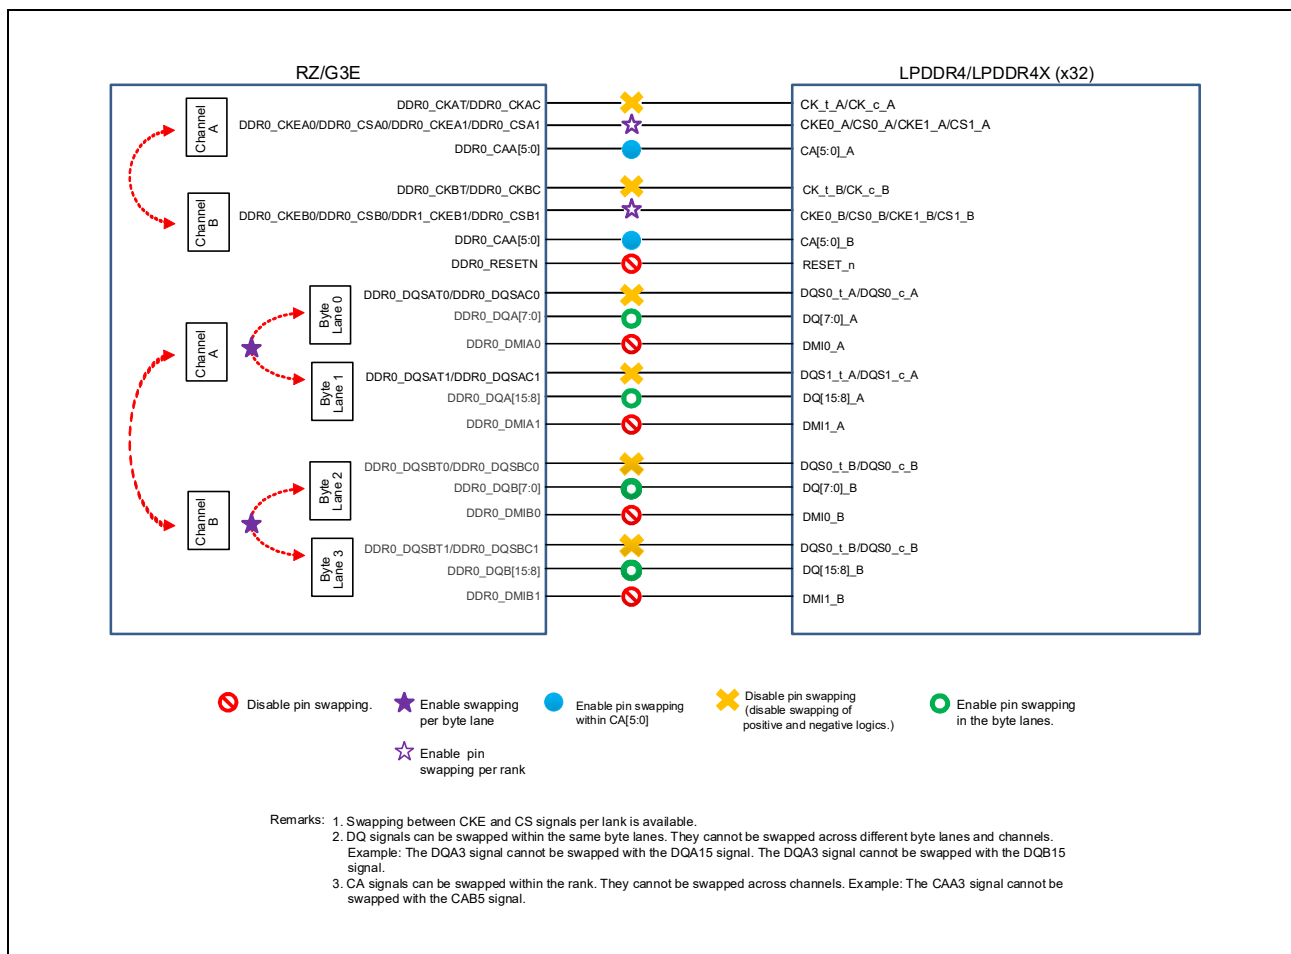 RZ/G3E
LPDDR4/LPDDR4X (x32)
Channel A
DDR0_CKAT/DDR0_CKAC
CK_t_A/CK_c_A
DDR0_CKEA0/DDR0_CSA0/DDR0_CKEA1/DDR0_CSA1
CKE0_A/CS0_A/CKE1_A/CS1_A
DDR0_CAA[5:0]
CA[5:0]_A
Channel B
DDR0_CKBT/DDR0_CKBC
CK_t_B/CK_c_B
DDR0_CKEB0/DDR0_CSB0/DDR1_CKEB1/DDR0_CSB1
CKE0_B/CS0_B/CKE1_B/CS1_B
DDR0_CAA[5:0]
CA[5:0]_B
DDR0_RESETN
RESET_n
Channel A
Byte Lane 0
DDR0_DQSAT0/DDR0_DQSAC0
DQS0_t_A/DQS0_c_A
DDR0_DQA[7:0]
DQ[7:0]_A
DDR0_DMIA0
DMI0_A
Byte Lane 1
DDR0_DQSAT1/DDR0_DQSAC1
DQS1_t_A/DQS1_c_A
DDR0_DQA[15:8]
DQ[15:8]_A
DDR0_DMIA1
DMI1_A
Channel B
Byte Lane 2
DDR0_DQSBT0/DDR0_DQSBC0
DQS0_t_B/DQS0_c_B
DDR0_DQB[7:0]
DQ[7:0]_B
DDR0_DMIB0
DMI0_B
Byte Lane 3
DDR0_DQSBT1/DDR0_DQSBC1
DQS0_t_B/DQS0_c_B
DDR0_DQB[15:8]
DQ[15:8]_B
DDR0_DMIB1
DMI1_B
Disable pin swapping.
Enable swapping
per byte lane
Enable pin swapping
within CA[5:0]
Disable pin swapping
(disable swapping of
positive and negative logics.)
Enable pin swapping
in the byte lanes.
Enable pin
swapping per rank
Remarks: 1. Swapping between CKE and CS signals per lank is available.
2. DQ signals can be swapped within the same byte lanes. They cannot be swapped across different byte lanes and channels.
Example: The DQA3 signal cannot be swapped with the DQA15 signal. The DQA3 signal cannot be swapped with the DQB15
signal.
3. CA signals can be swapped within the rank. They cannot be swapped across channels. Example: The CAA3 signal cannot be
swapped with the CAB5 signal.